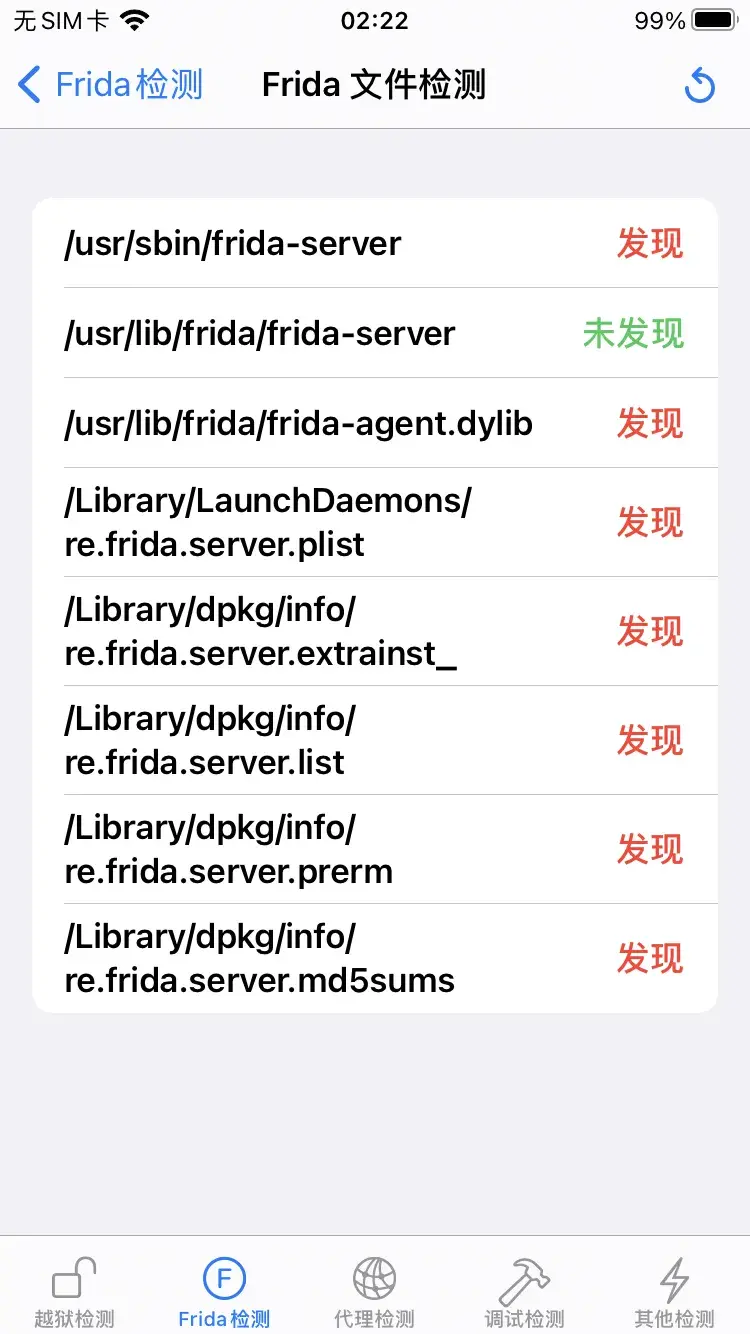 无SIM卡 02:22 99%
Frida检测 Frida 文件检测
/usr/sbin/frida-server 发现
/usr/lib/frida/frida-server 未发现
/usr/lib/frida/frida-agent.dylib 发现
/Library/LaunchDaemons/
re.frida.server.plist 发现
/Library/dpkg/info/
re.frida.server.extrainst_ 发现
/Library/dpkg/info/
re.frida.server.list 发现
/Library/dpkg/info/
re.frida.server.prerm 发现
/Library/dpkg/info/
re.frida.server.md5sums 发现
F
越狱检测 Frida检测 代理检测 调试检测 其他检测